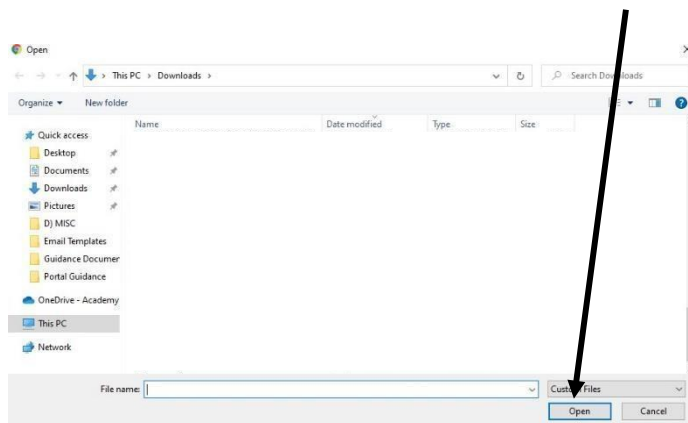 Open
This PC > Downloads >
Search Downloads
Organize
New folder
Name Date modified Type Size
Quick access
Desktop
Documents
Downloads
Pictures
D) MISC
Email Templates
Guidance Documer
Portal Guidance
OneDrive - Academy
This PC
Network
File name:
Custom Files
Open Cancel